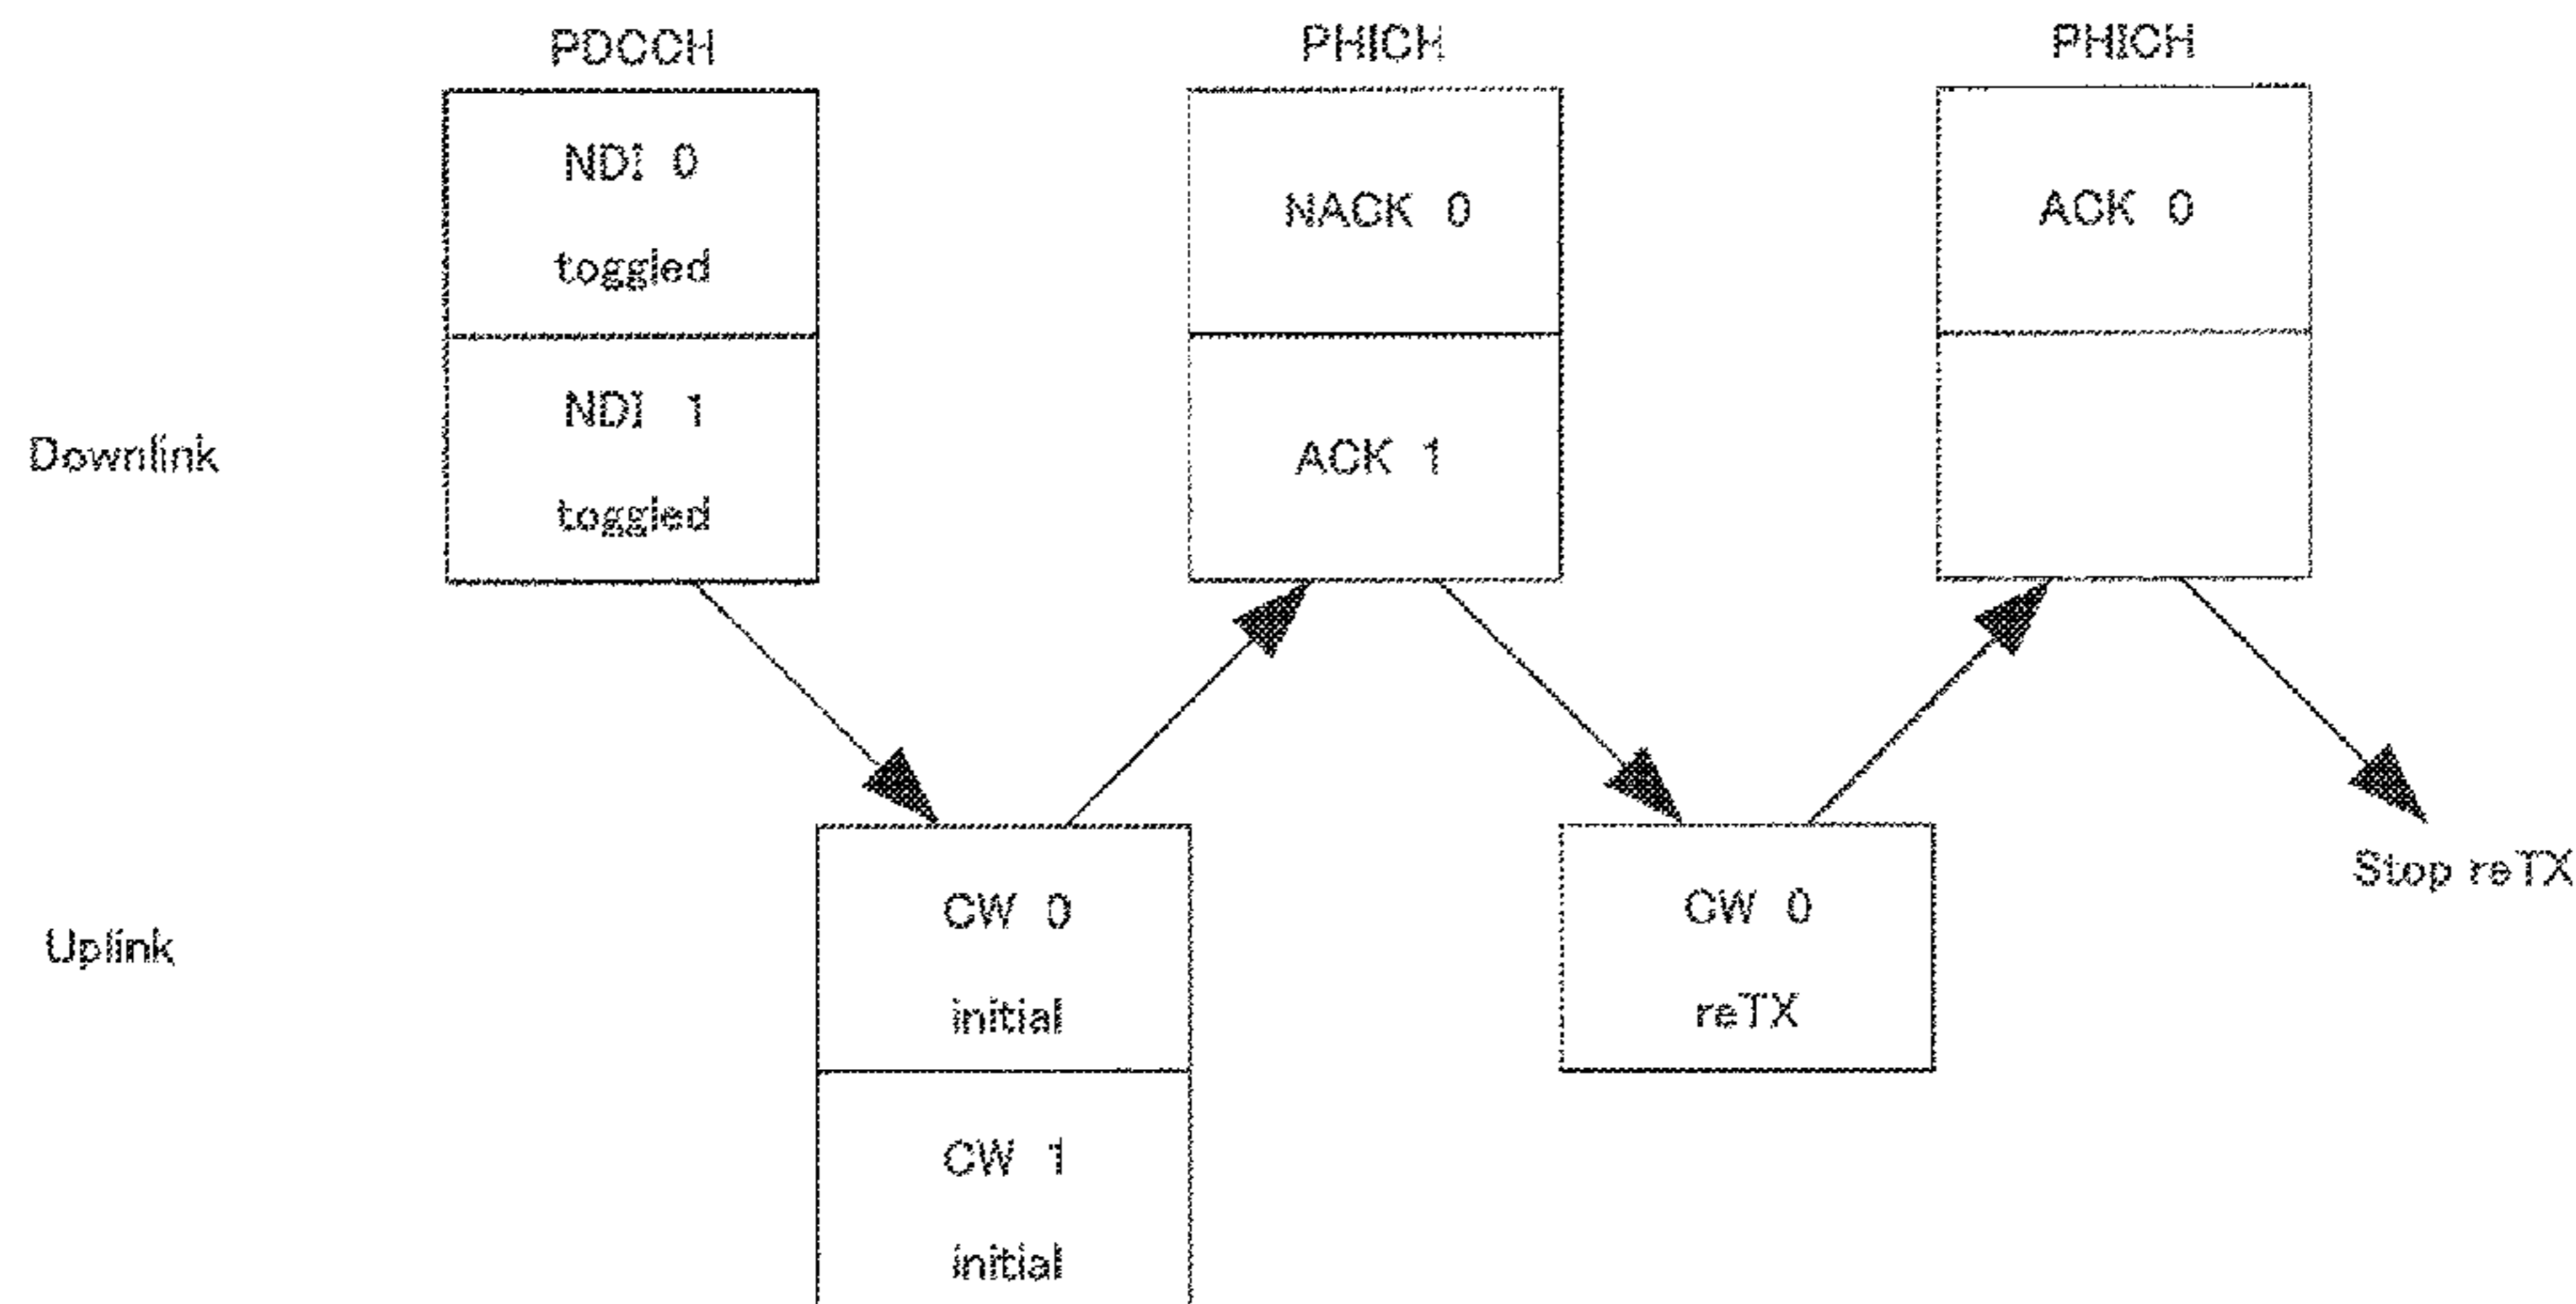 PDCCH
PHICH
PHICH
NDI 0
toggled
NACK 0
ACK 0
NDI 1
toggled
ACK 1
Downlink
CW 0
initial
CW 0
reTX
Stop reTX
Uplink
CW 1
initial